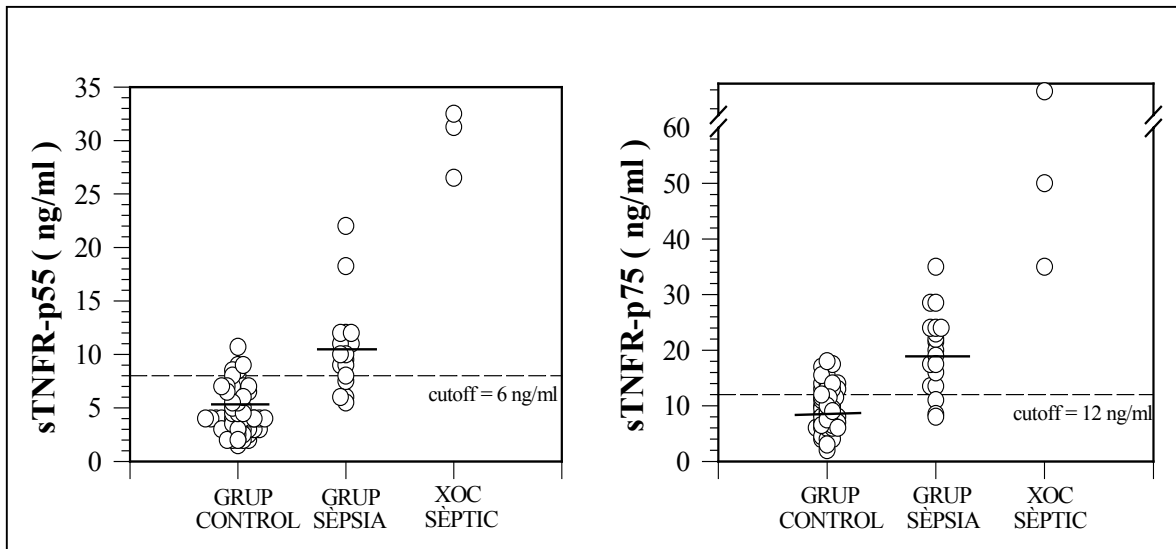 sTNFR-p55 ( ng/ml )
35
30
25
20
15
10
5
0
cutoff = 6 ng/ml
GRUP
CONTROL
GRUP
SÈPSIA
XOC
SÈPTIC
sTNFR-p75 ( ng/ml )
60
50
40
30
20
10
0
cutoff = 12 ng/ml
GRUP
CONTROL
GRUP
SÈPSIA
XOC
SÈPTIC